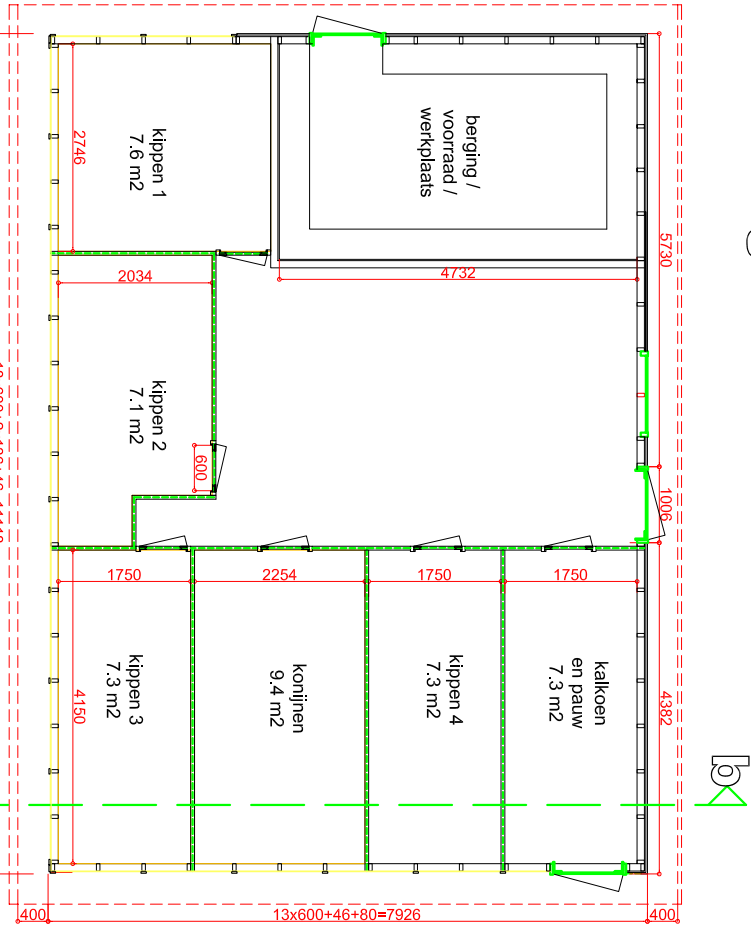 5730
berging /
voorraad /
werkplaats
kippen 1
7.6 m2
2746
4732
2034
kippen 2
7.1 m2
600
1006
1750
2254
1750
1750
kippen 3
7.3 m2
konijnen
9.4 m2
kippen 4
7.3 m2
kalkoen
en pauw
7.3 m2
4150
4382
b
400
13x600+46+80=7926
400